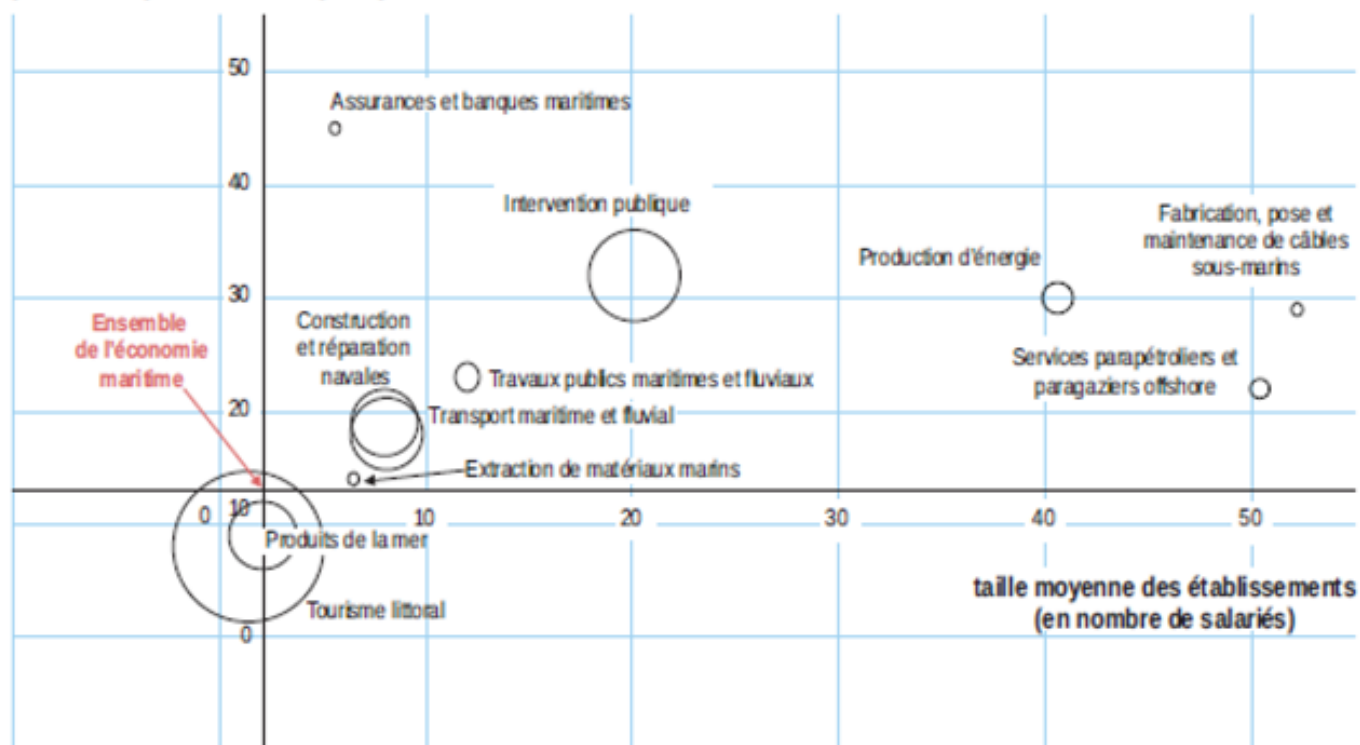 50
Assurances et banques maritimes
40
Intervention publique
Fabrication, pose et
maintenance de câbles
sous-marins
Production d'énergie
30
Ensemble
de l'économie
maritime
Construction
et réparation
navales
Services parapétroliers et
paragaziers offshore
Travaux publics maritimes et fluviaux
20
Transport maritime et fluvial
Extraction de matériaux marins
10
0
10
20
30
40
50
Produits de la mer
taille moyenne des établissements
(en nombre de salariés)
Tourisme littoral
0